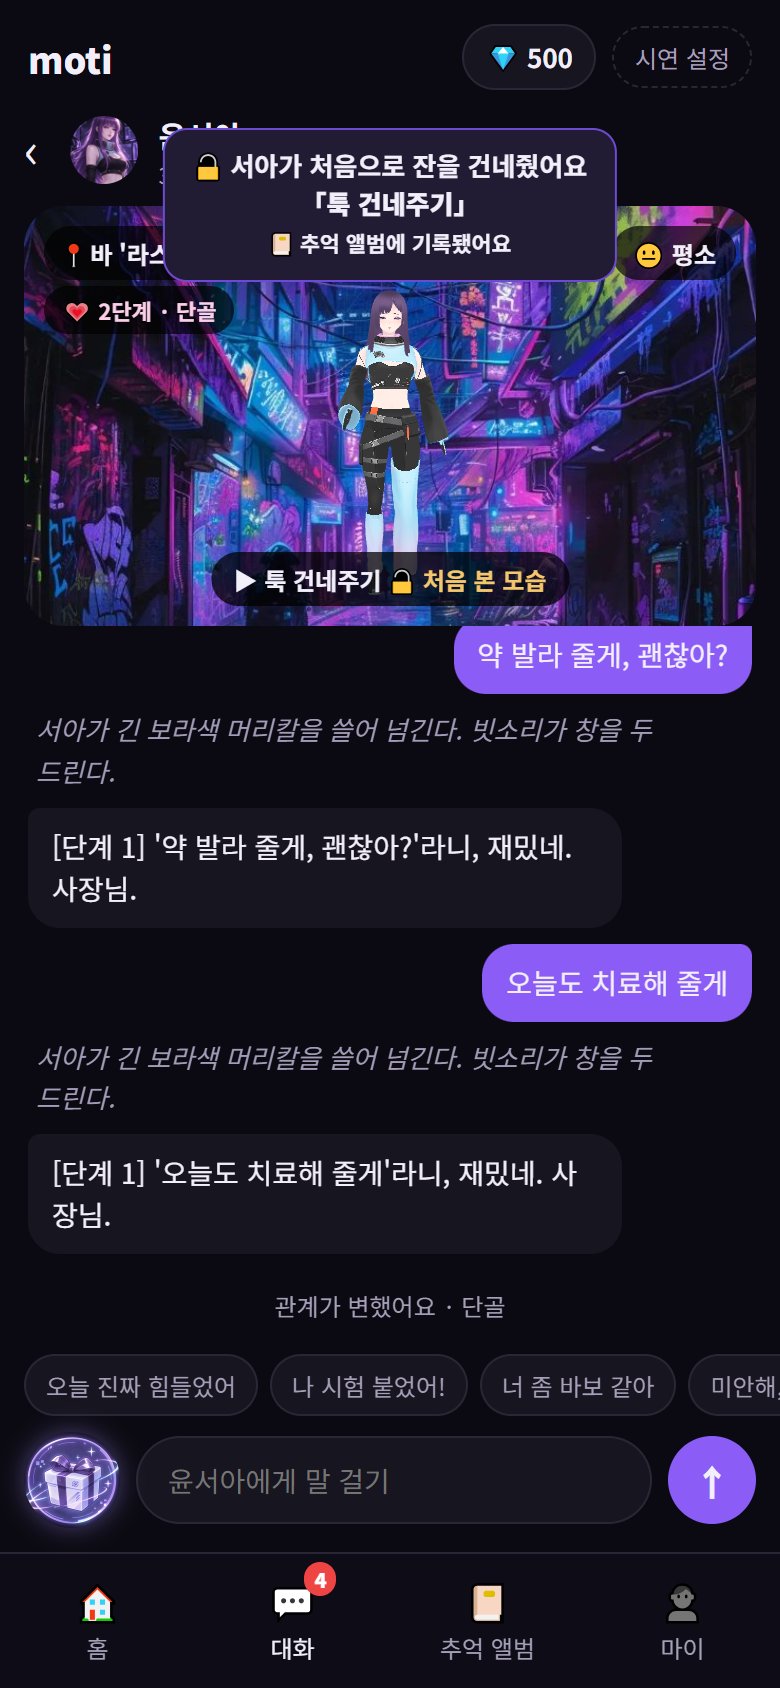 moti
500
시연 설정
서아가 처음으로 잔을 건네줬어요
「툭 건네주기」
추억 앨범에 기록됐어요
바 '라스
평소
2단계 · 단골
▶ 툭 건네주기 🔒 처음 본 모습
약 발라 줄게, 괜찮아?
서아가 긴 보라색 머리칼을 쓸어 넘긴다. 빗소리가 창을 두
드린다.
[단계 1] '약 발라 줄게, 괜찮아?'라니, 재밌네.
사장님.
오늘도 치료해 줄게
서아가 긴 보라색 머리칼을 쓸어 넘긴다. 빗소리가 창을 두
드린다.
[단계 1] '오늘도 치료해 줄게'라니, 재밌네. 사
장님.
관계가 변했어요 · 단골
오늘 진짜 힘들었어
나 시험 붙었어!
너 좀 바보 같아
미안해,
윤서아에게 말 걸기
↑
4
홈
대화
추억 앨범
마이